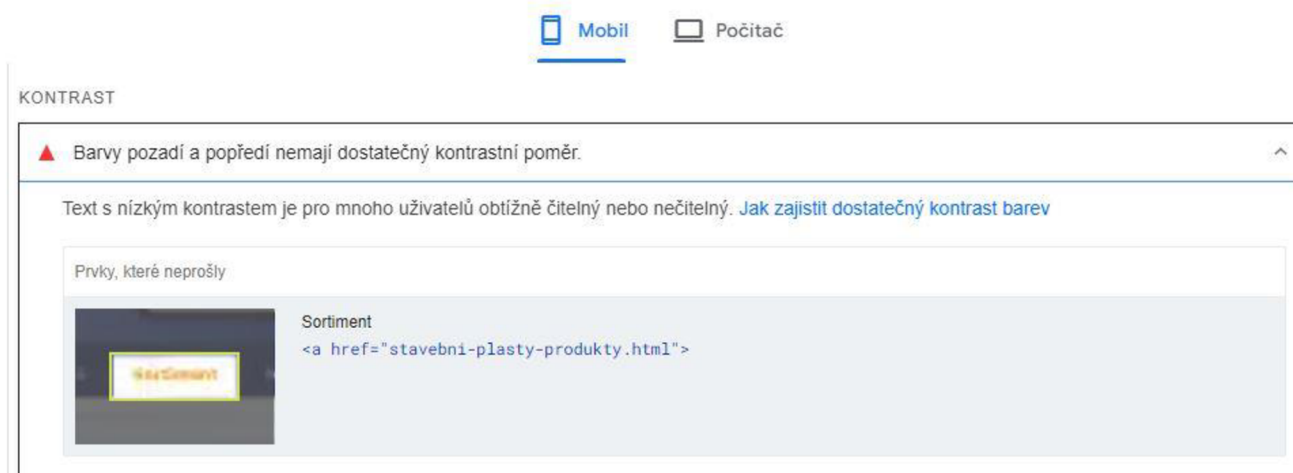 Mobil
Počítač
KONTRAST
Barvy pozadí a popředí nemají dostatečný kontrastní poměr.
Text s nízkým kontrastem je pro mnoho uživatelů obtížně čitelný nebo nečitelný. Jak zajistit dostatečný kontrast barev
Prvky, které neprošly
Sortiment
Sortiment
<a href="stavebni-plasty-produkty.html">